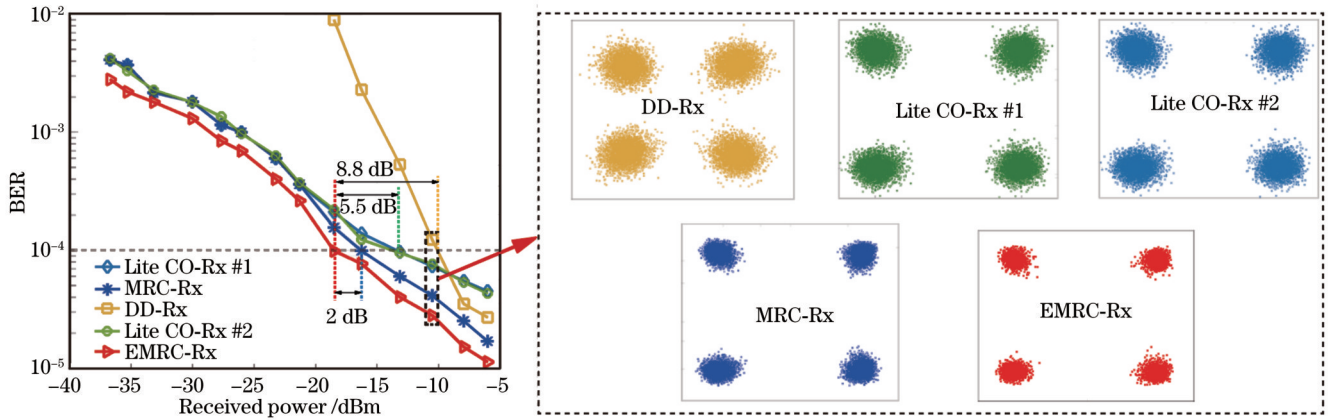 10⁻²
10⁻³
10⁻⁴
10⁻⁵
BER
8.8 dB
5.5 dB
2 dB
Lite CO-Rx #1
MRC-Rx
DD-Rx
Lite CO-Rx #2
EMRC-Rx
−40 −35 −30 −25 −20 −15 −10 −5
Received power /dBm
DD-Rx
Lite CO-Rx #1
Lite CO-Rx #2
MRC-Rx
EMRC-Rx